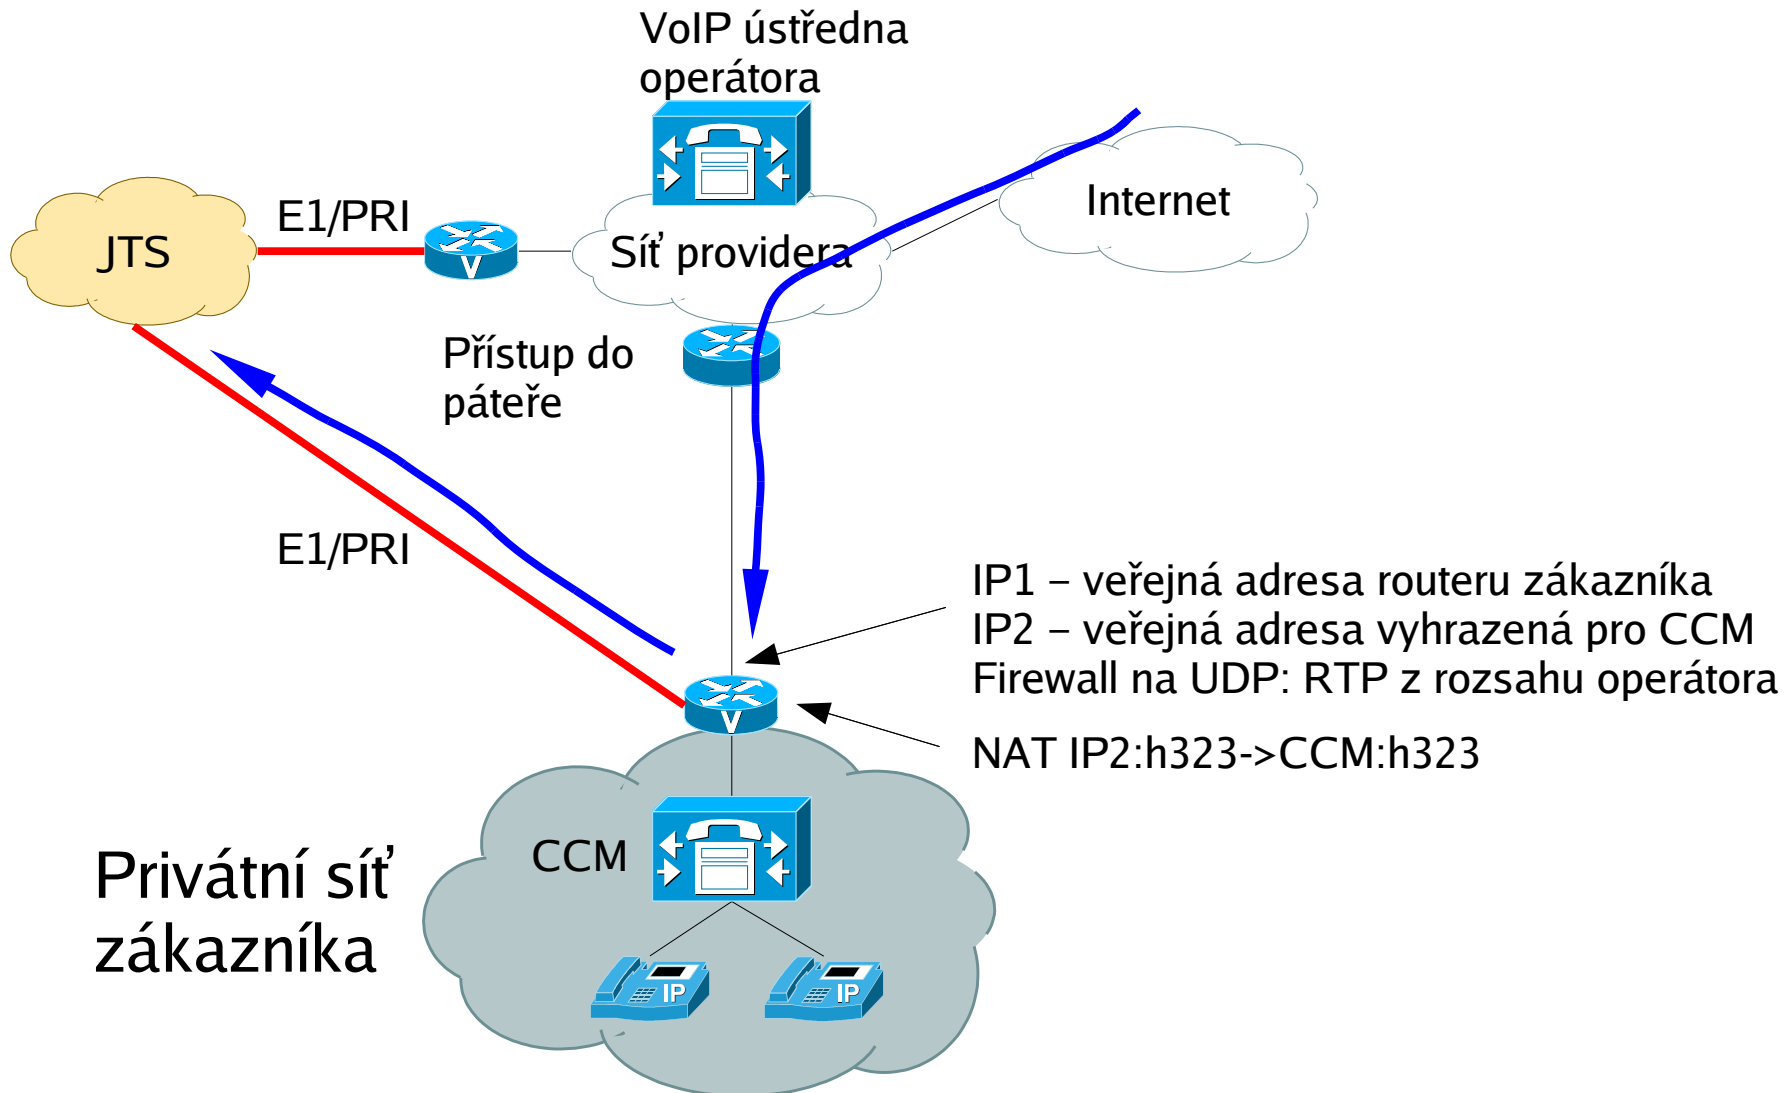 VoIP ústředna
operátora
E1/PRI
JTS
V
Síť providera
Internet
Přístup do
páteře
E1/PRI
IP1 – veřejná adresa routeru zákazníka
IP2 – veřejná adresa vyhrazená pro CCM
Firewall na UDP: RTP z rozsahu operátora
V
NAT IP2:h323->CCM:h323
CCM
Privátní síť
zákazníka
IP
IP